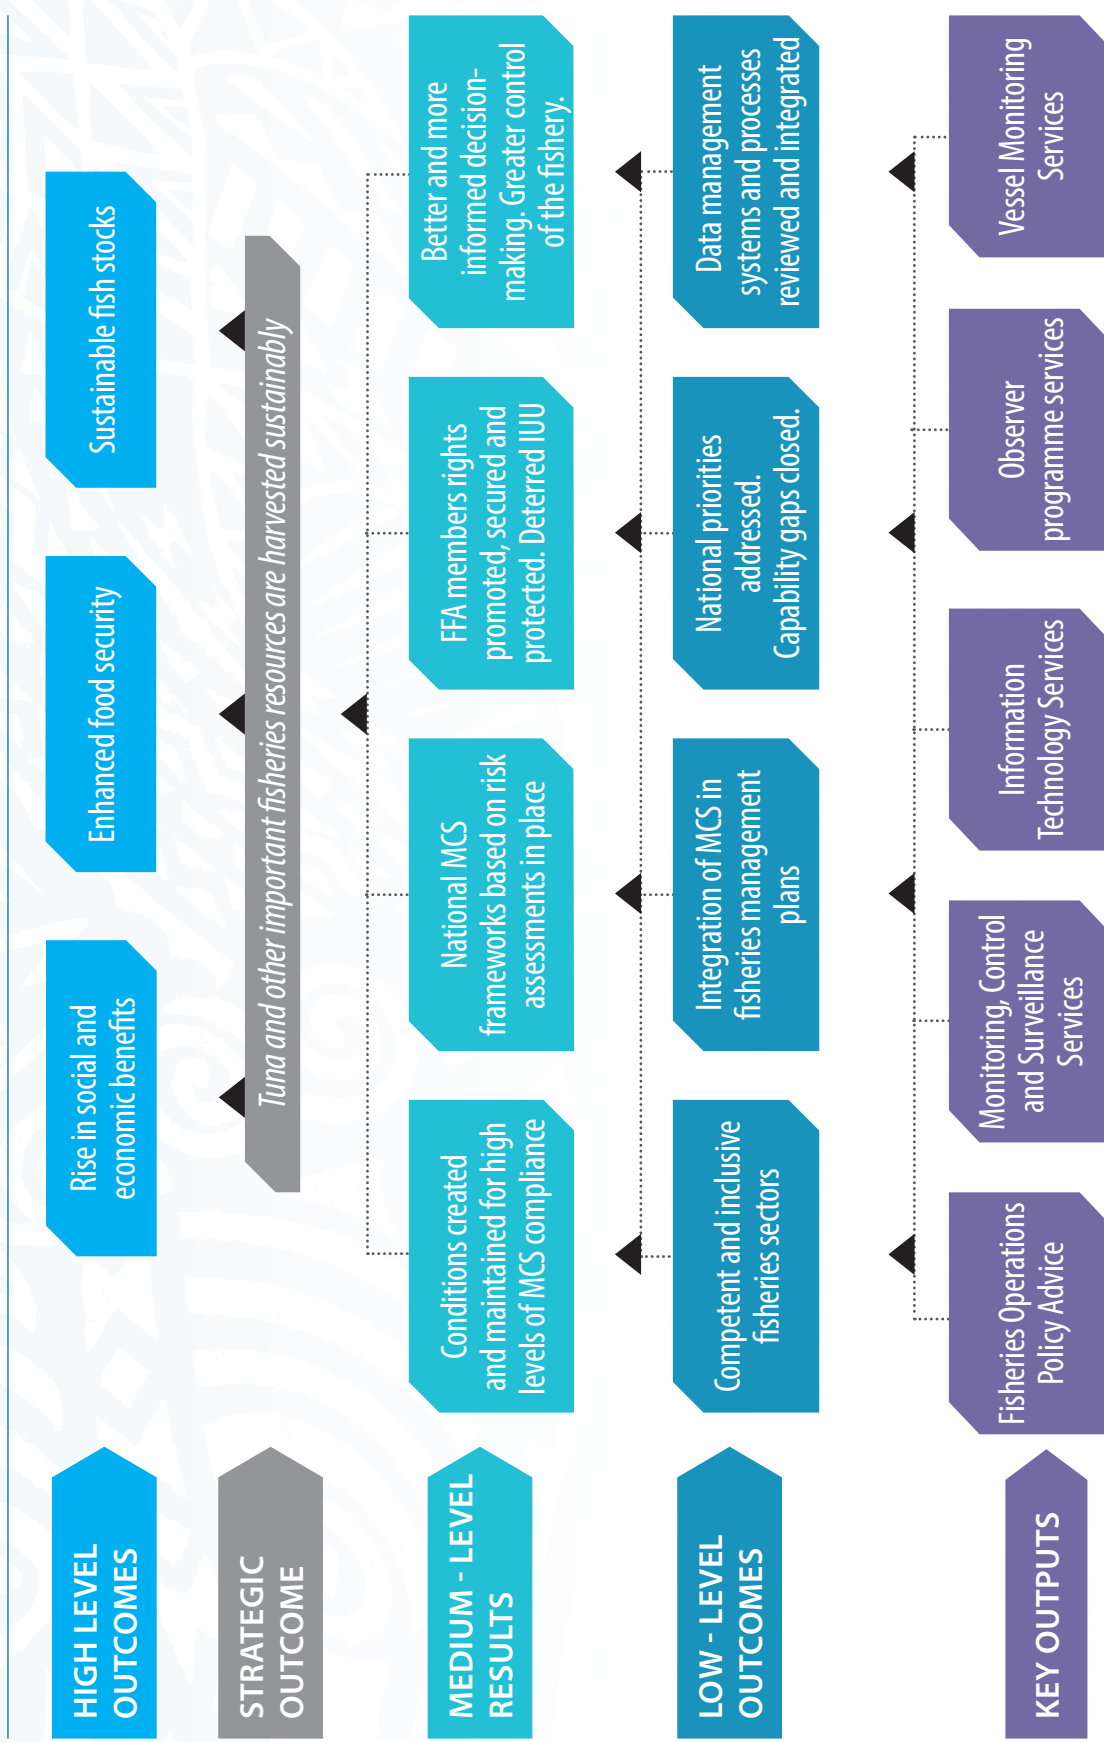 HIGH LEVEL
OUTCOMES
Rise in social and
economic benefits
Enhanced food security
Sustainable fish stocks
STRATEGIC
OUTCOME
Tuna and other important fisheries resources are harvested sustainably
MEDIUM - LEVEL
RESULTS
Conditions created
and maintained for high
levels of MCS compliance
National MCS
frameworks based on risk
assessments in place
FFA members rights
promoted, secured and
protected. Deterred IUU
Better and more
informed decision-
making. Greater control
of the fishery.
LOW - LEVEL
OUTCOMES
Competent and inclusive
fisheries sectors
Integration of MCS in
fisheries management
plans
National priorities
addressed.
Capability gaps closed.
Data management
systems and processes
reviewed and integrated
KEY OUTPUTS
Fisheries Operations
Policy Advice
Monitoring, Control
and Surveillance
Services
Information
Technology Services
Observer
programme services
Vessel Monitoring
Services